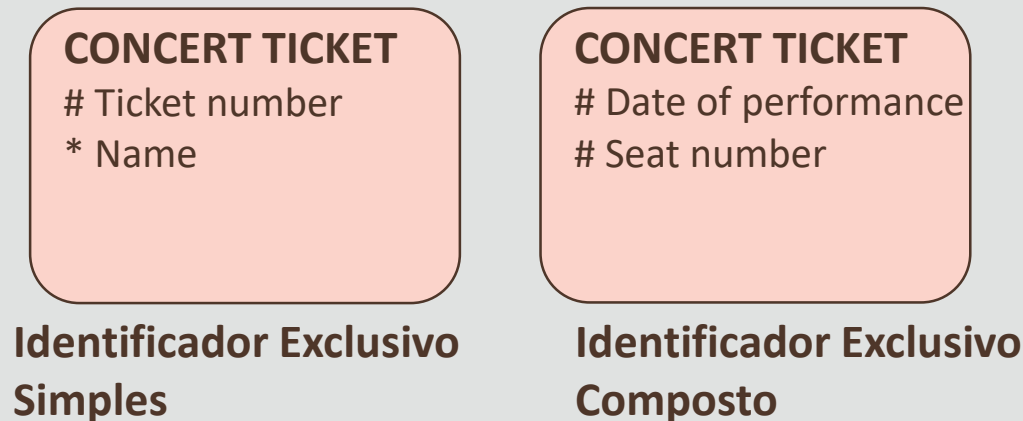 CONCERT TICKET
# Ticket number
* Name
Identificador Exclusivo
Simples
CONCERT TICKET
# Date of performance
# Seat number
Identificador Exclusivo
Composto